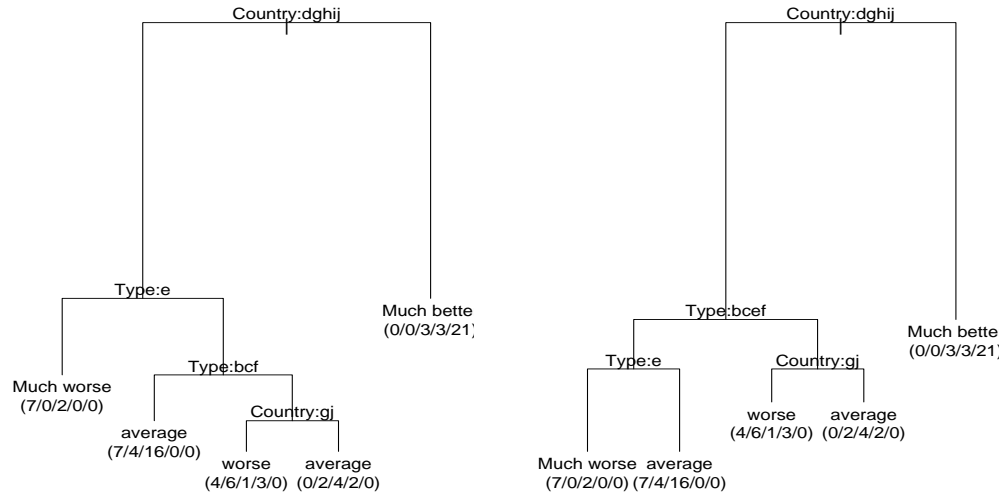 Country:dghij
Type:e
Much bette
(0/0/3/3/21)
Type:bcf
Much worse
(7/0/2/0/0)
Country:gj
average
(7/4/16/0/0)
worse
(4/6/1/3/0)
average
(0/2/4/2/0)
Country:dghij
Type:bcef
Much bette
(0/0/3/3/21)
Type:e
Country:gj
worse
(4/6/1/3/0)
average
(0/2/4/2/0)
Much worse
(7/0/2/0/0)
average
(7/4/16/0/0)